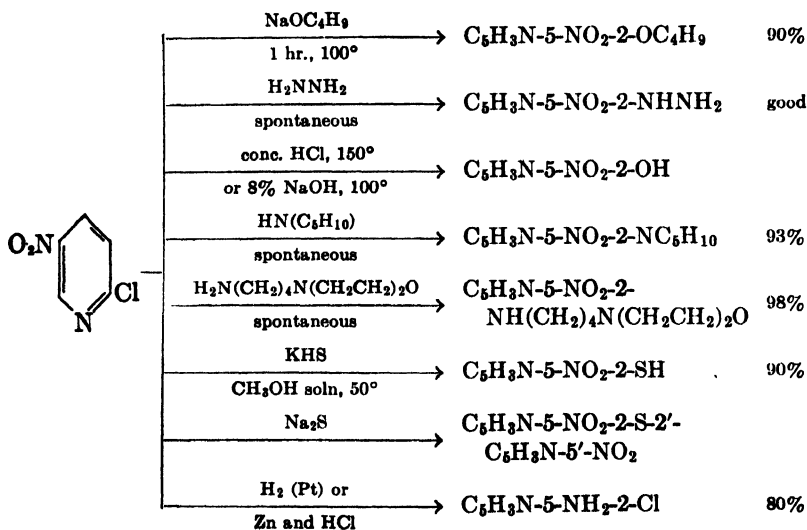 NaOC₄H₉
1 hr., 100°
C₅H₃N-5-NO₂-2-OC₄H₉ 90%
H₂NNH₂
spontaneous
C₅H₃N-5-NO₂-2-NHNH₂ good
conc. HCl, 150°
or 8% NaOH, 100°
C₅H₃N-5-NO₂-2-OH
O₂N
Cl
N
HN(C₅H₁₀)
spontaneous
C₅H₃N-5-NO₂-2-NC₅H₁₀ 93%
H₂N(CH₂)₄N(CH₂CH₂)₂O
spontaneous
C₅H₃N-5-NO₂-2-
NH(CH₂)₄N(CH₂CH₂)₂O 98%
KHS
CH₃OH soln, 50°
C₅H₃N-5-NO₂-2-SH 90%
Na₂S
C₅H₃N-5-NO₂-2-S-2′-
C₅H₃N-5′-NO₂
H₂ (Pt) or
Zn and HCl
C₅H₃N-5-NH₂-2-Cl 80%